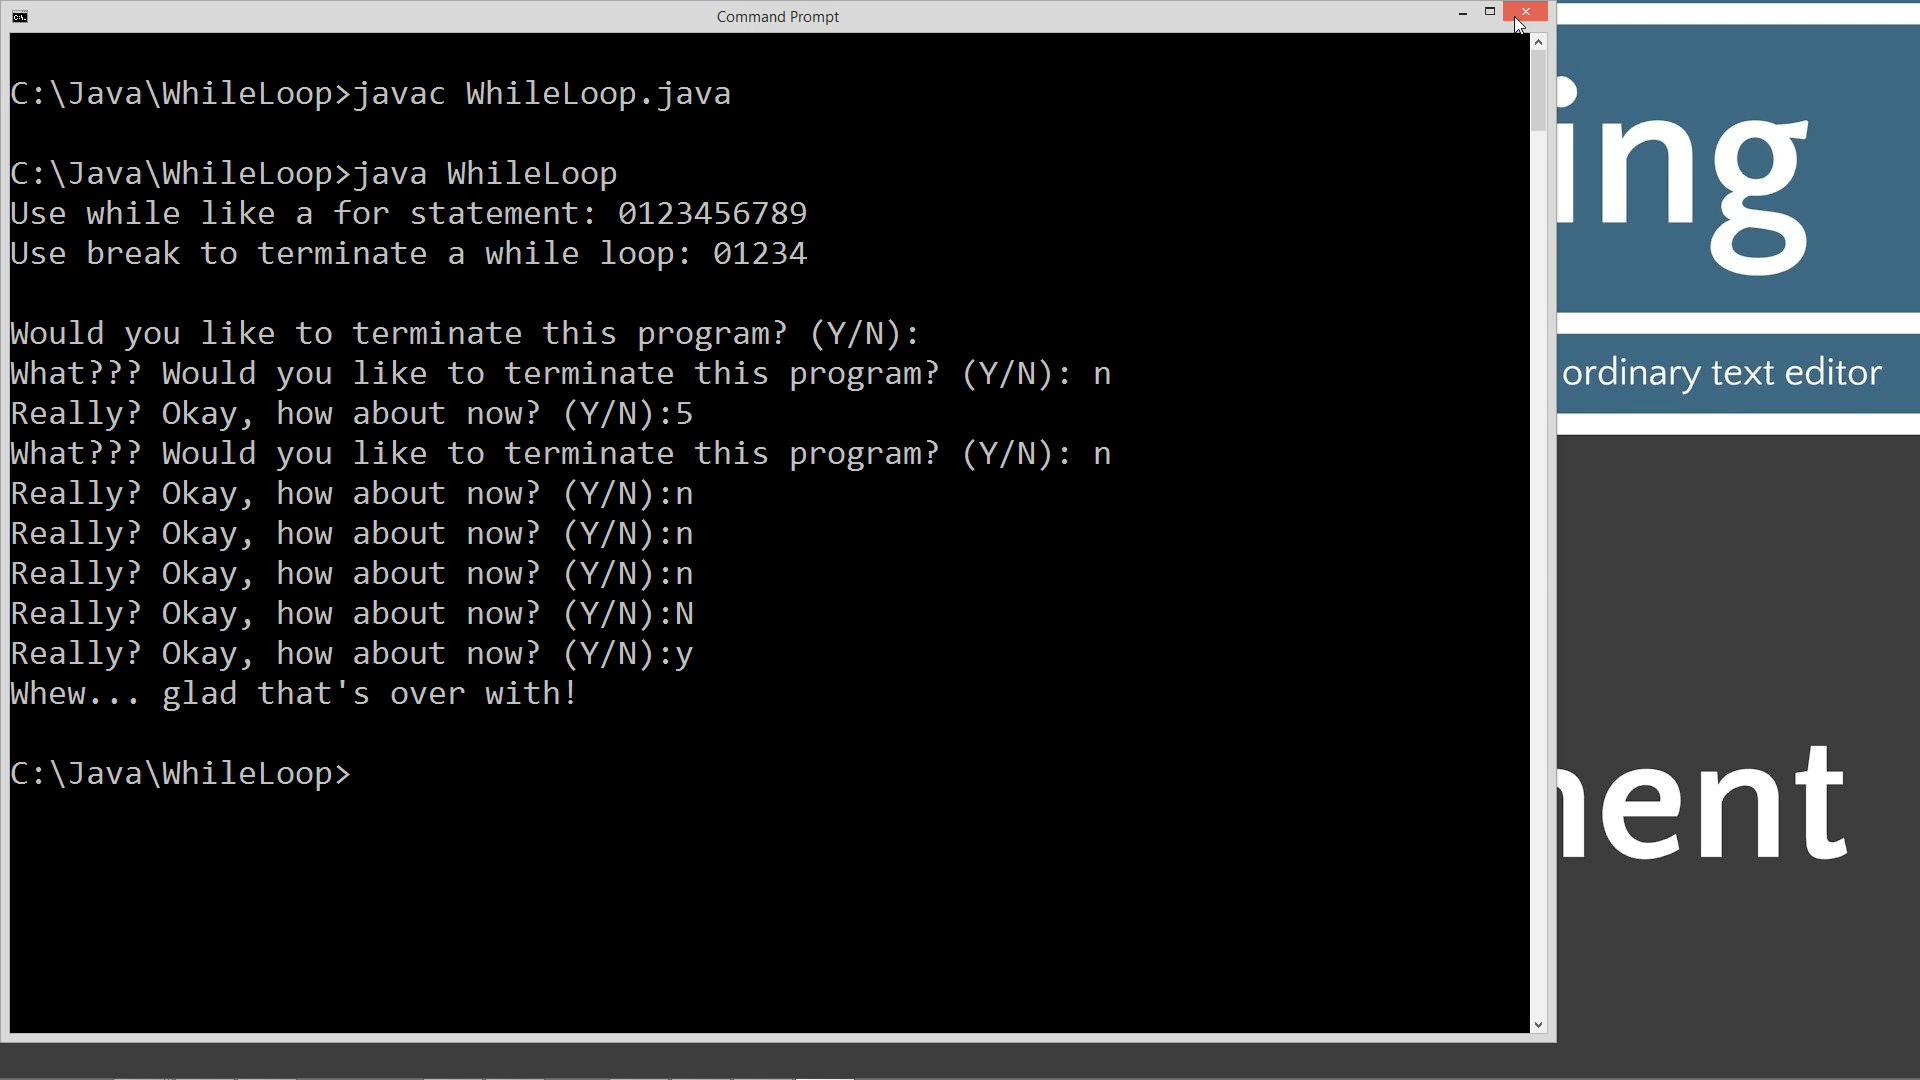 Command Prompt
C:\Java\WhileLoop>javac WhileLoop.java
C:\Java\WhileLoop>java WhileLoop
Use while like a for statement: 0123456789
Use break to terminate a while loop: 01234
Would you like to terminate this program? (Y/N):
What??? Would you like to terminate this program? (Y/N): n
Really? Okay, how about now? (Y/N):5
What??? Would you like to terminate this program? (Y/N): n
Really? Okay, how about now? (Y/N):n
Really? Okay, how about now? (Y/N):n
Really? Okay, how about now? (Y/N):n
Really? Okay, how about now? (Y/N):N
Really? Okay, how about now? (Y/N):y
Whew... glad that's over with!
C:\Java\WhileLoop>
ing
ordinary text editor
ent